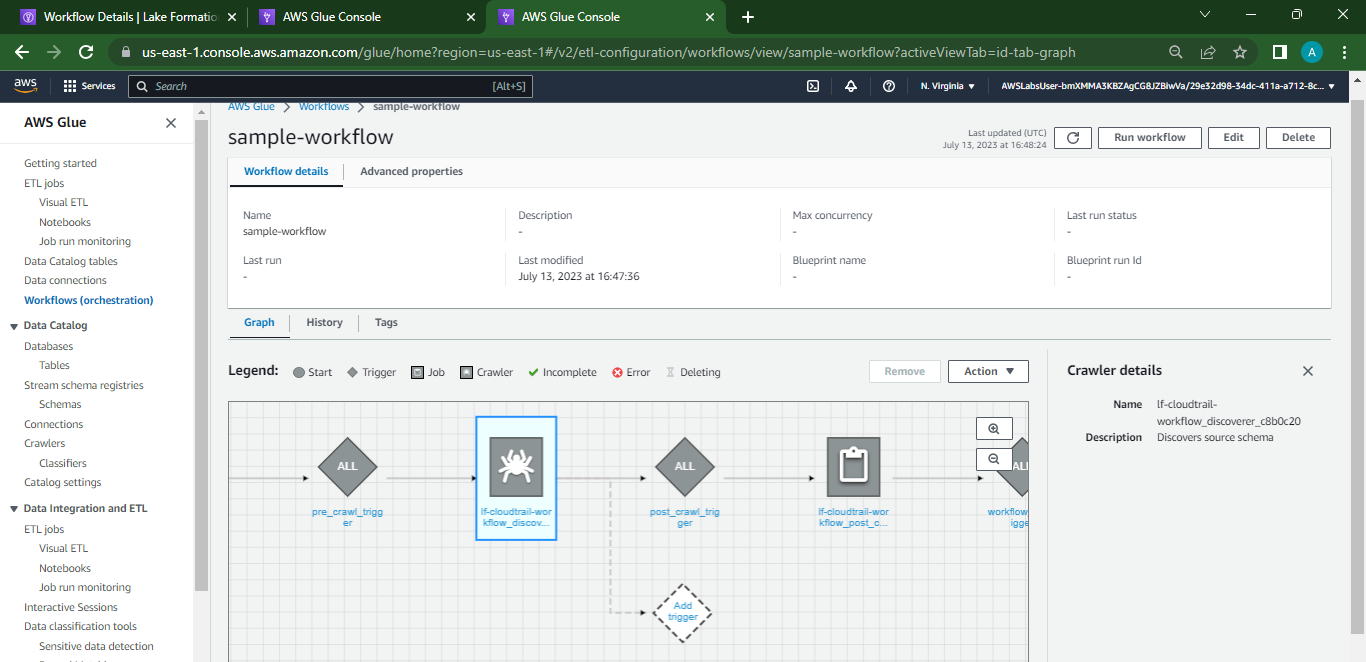 Workflow Details | Lake Formatio
AWS Glue Console
AWS Glue Console
us-east-1.console.aws.amazon.com/glue/home?region=us-east-1#/v2/etl-configuration/workflows/view/sample-workflow?activeViewTab=id-tab-graph
A
aws
Services
Search
[Alt+S]
N. Virginia
AWSLabsUser-bmXMMA3KBZAgCG8JZBiwVa/29e32d98-34dc-411a-a712-8c...
AWS Glue
Getting started
ETL jobs
Visual ETL
Notebooks
Job run monitoring
Data Catalog tables
Data connections
Workflows (orchestration)
Data Catalog
Databases
Tables
Stream schema registries
Schemas
Connections
Crawlers
Classifiers
Catalog settings
Data Integration and ETL
ETL jobs
Visual ETL
Notebooks
Job run monitoring
Interactive Sessions
Data classification tools
Sensitive data detection
AWS Glue > Workflows > sample-workflow
sample-workflow
Last updated (UTC)
July 13, 2023 at 16:48:24
Run workflow
Edit
Delete
Workflow details
Advanced properties
Name
sample-workflow
Description
-
Max concurrency
-
Last run status
-
Last run
-
Last modified
July 13, 2023 at 16:47:36
Blueprint name
-
Blueprint run Id
-
Graph
History
Tags
Legend:
Start
Trigger
Job
Crawler
Incomplete
Error
Deleting
Remove
Action
ALL
pre_crawl_trigg
er
lf-cloudtrail-wor
kflow_discov...
ALL
post_crawl_trig
ger
lf-cloudtrail-wor
kflow_post_c...
ALL
workflow
igge
Add
trigger
Crawler details
Name
lf-cloudtrail-
workflow_discoverer_c8b0c20
Description
Discovers source schema